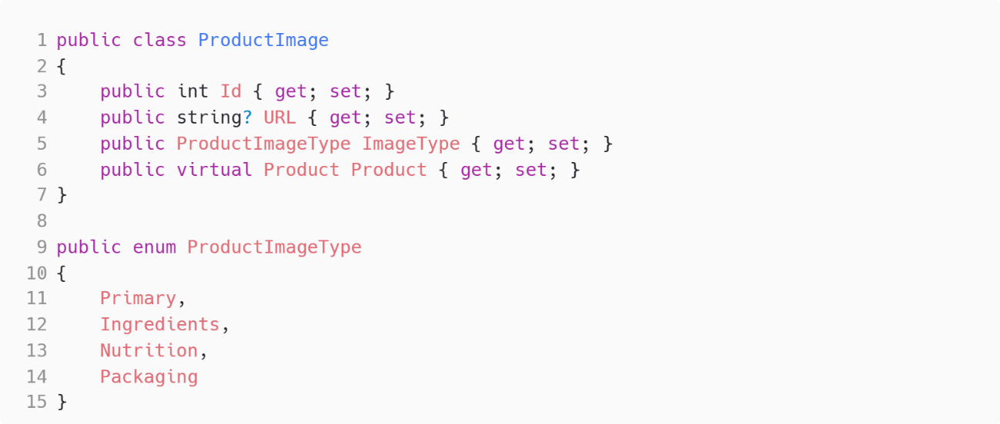 1 public class ProductImage
2 {
3     public int Id { get; set; }
4     public string? URL { get; set; }
5     public ProductImageType ImageType { get; set; }
6     public virtual Product Product { get; set; }
7 }
8
9 public enum ProductImageType
10 {
11     Primary,
12     Ingredients,
13     Nutrition,
14     Packaging
15 }